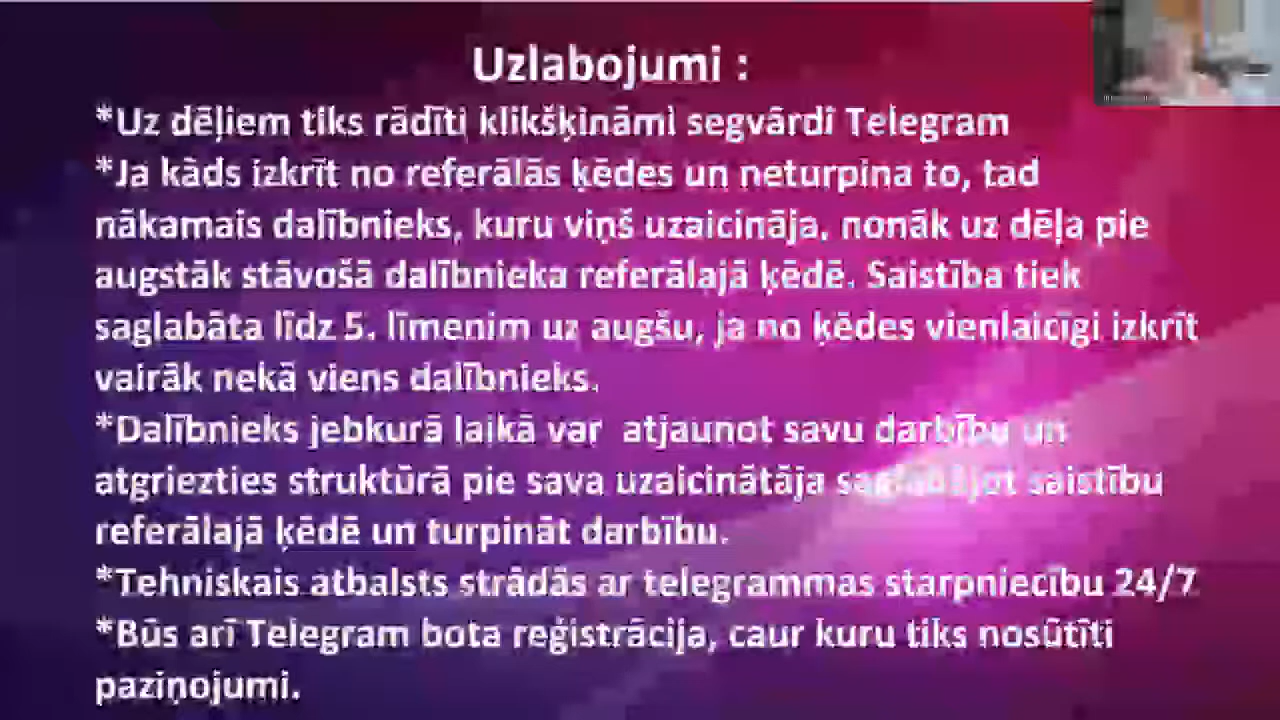 Uzlabojumi :
*Uz dēļiem tiks rādīti klikšķināmi segvārdi Telegram
*Ja kāds izkrīt no referālās ķēdes un neturpina to, tad
nākamais dalībnieks, kuru viņš uzaicināja, nonāk uz dēļa pie
augstāk stāvošā dalībnieka referālajā ķēdē. Saistība tiek
saglabāta līdz 5. līmenim uz augšu, ja no ķēdes vienlaicīgi izkrīt
vairāk nekā viens dalībnieks.
*Dalībnieks jebkurā laikā var  atjaunot savu darbību un
atgriezties struktūrā pie sava uzaicinātāja saglabājot saistību
referālajā ķēdē un turpināt darbību.
*Tehniskais atbalsts strādās ar telegrammas starpniecību 24/7
*Būs arī Telegram bota reģistrācija, caur kuru tiks nosūtīti
paziņojumi.